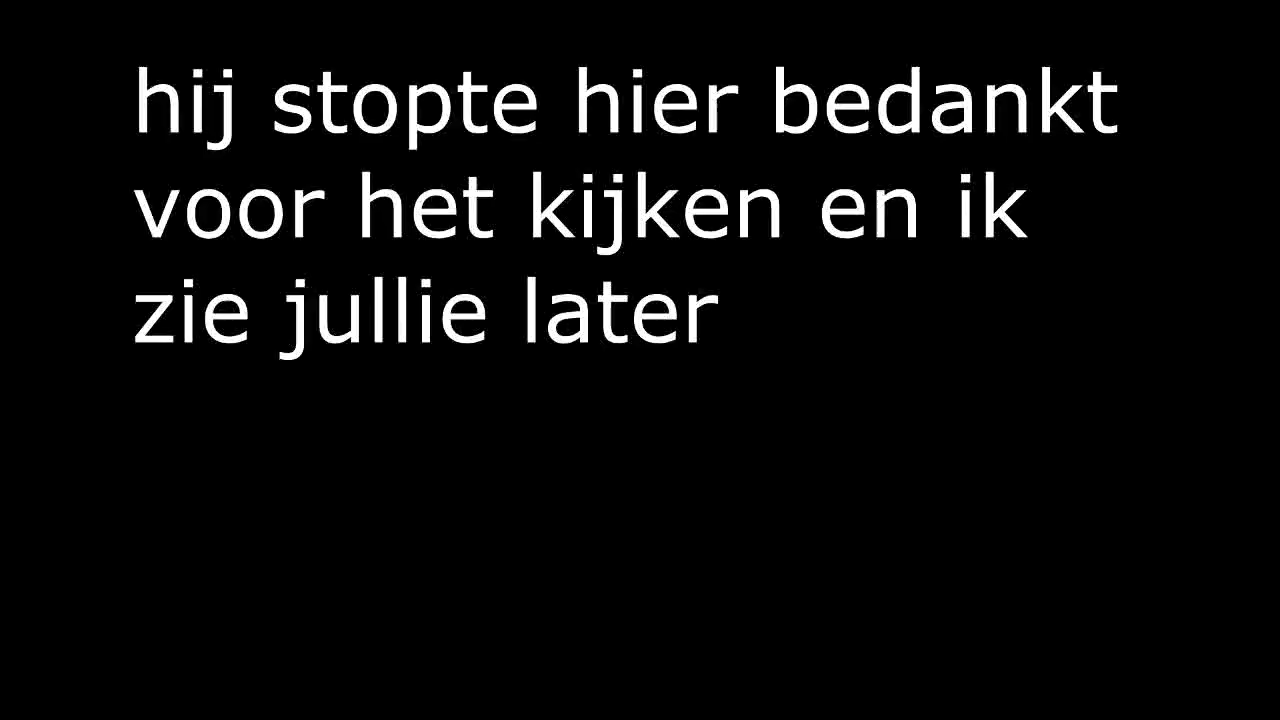 hij stopte hier bedankt
voor het kijken en ik
zie jullie later